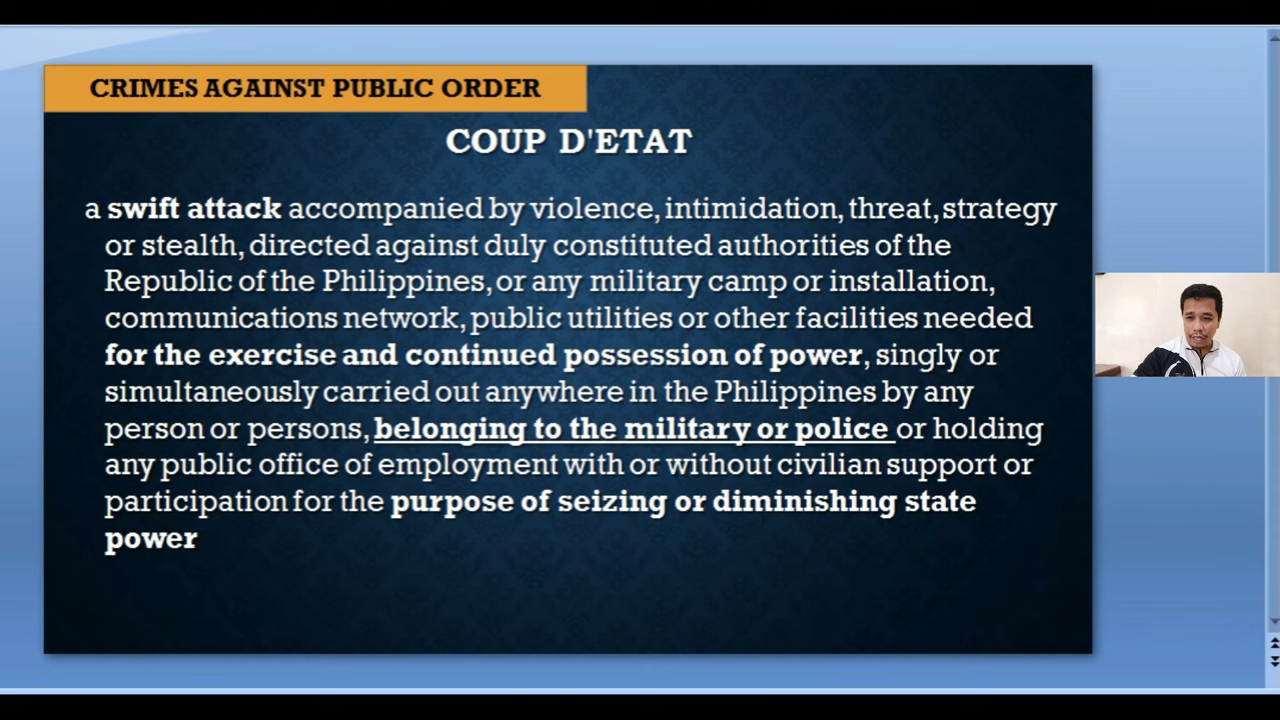 CRIMES AGAINST PUBLIC ORDER
COUP D'ETAT
a swift attack accompanied by violence, intimidation, threat, strategy
or stealth, directed against duly constituted authorities of the
Republic of the Philippines, or any military camp or installation,
communications network, public utilities or other facilities needed
for the exercise and continued possession of power, singly or
simultaneously carried out anywhere in the Philippines by any
person or persons, belonging to the military or police or holding
any public office of employment with or without civilian support or
participation for the purpose of seizing or diminishing state
power